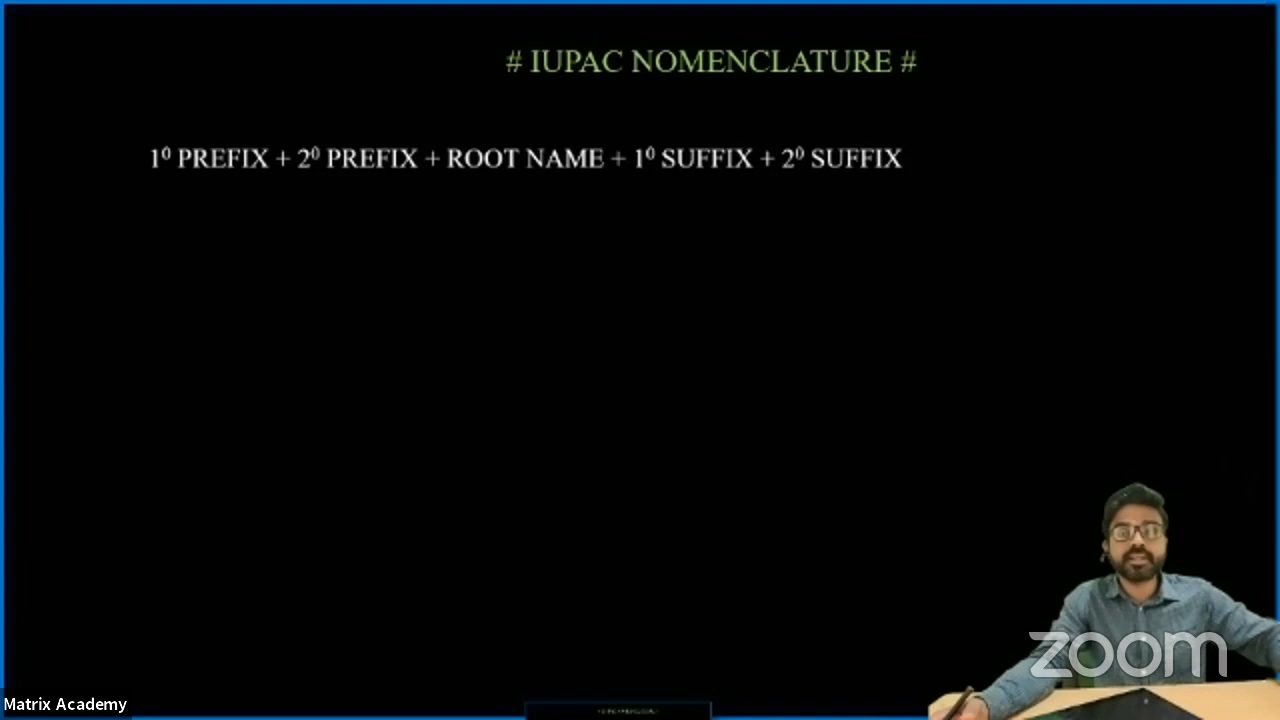 # IUPAC NOMENCLATURE #
1⁰ PREFIX + 2⁰ PREFIX + ROOT NAME + 1⁰ SUFFIX + 2⁰ SUFFIX
zoom
Matrix Academy